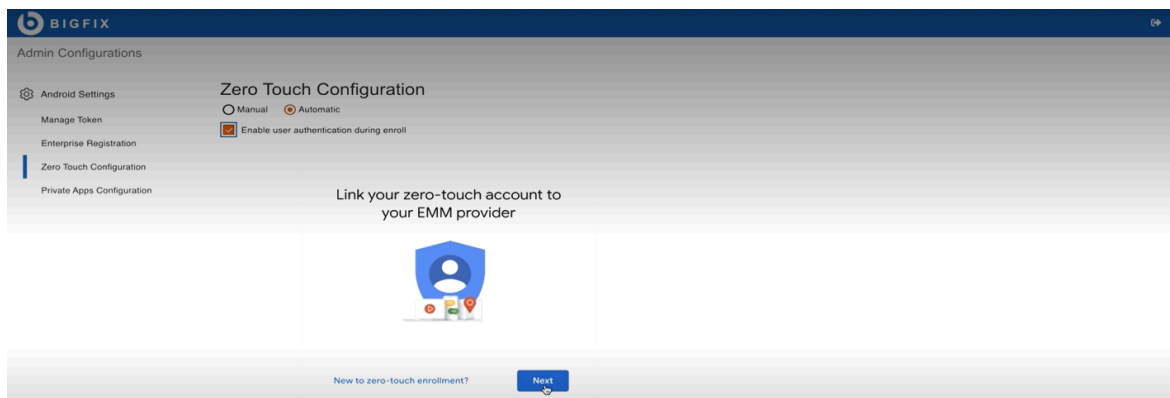 BIGFIX
Admin Configurations
Android Settings
Manage Token
Enterprise Registration
Zero Touch Configuration
Private Apps Configuration
Zero Touch Configuration
Manual
Automatic
Enable user authentication during enroll
Link your zero-touch account to
your EMM provider
New to zero-touch enrollment?
Next